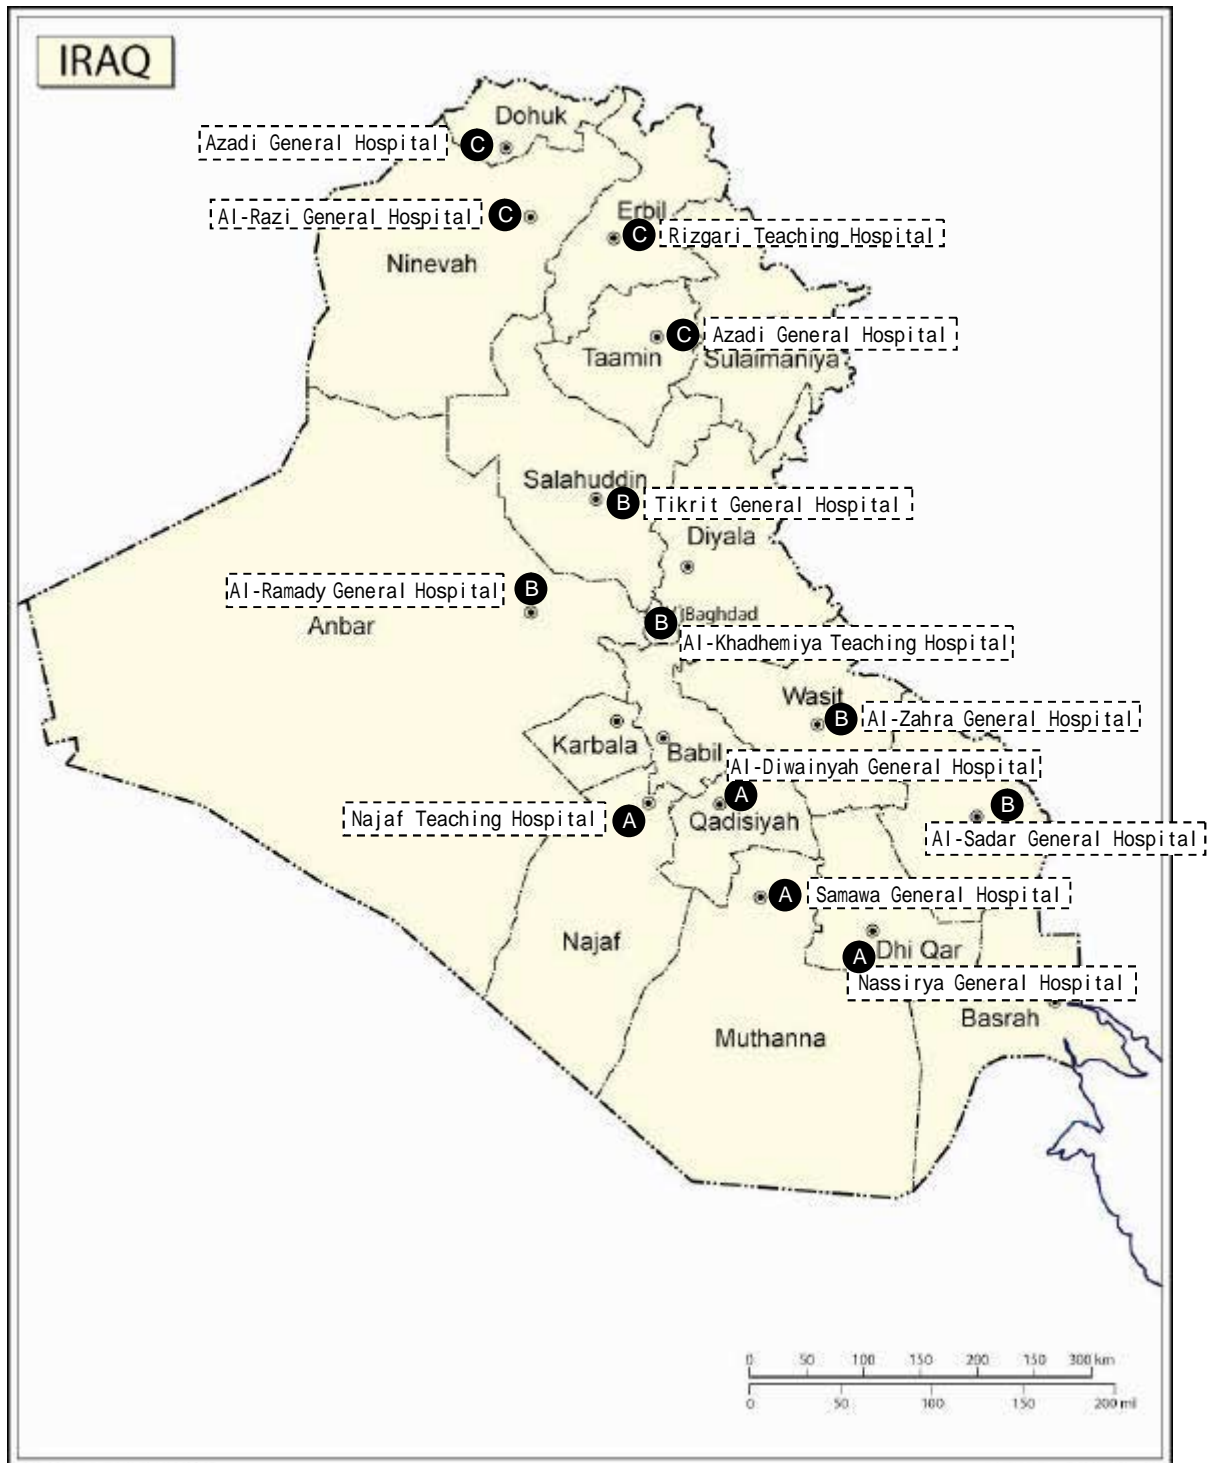 IRAQ
Dohuk
Azadi General Hospital C
Al-Razi General Hospital C
Erbil
C Rizgari Teaching Hospital
Ninevah
C Azadi General Hospital
Taamin
Sulaimaniya
Salahuddin
B Tikrit General Hospital
Diyala
Al-Ramady General Hospital B
Anbar
Baghdad
B
Al-Khadhemiya Teaching Hospital
Wasit
B Al-Zahra General Hospital
Karbala
Babil
Al-Diwainyah General Hospital
A
B
Najaf Teaching Hospital A
Qadisiyah
Al-Sadar General Hospital
A Samawa General Hospital
Najaf
A Dhi Qar
Nassirya General Hospital
Basrah
Muthanna
0 50 100 150 200 150 300 km
0 50 100 150 200 mi